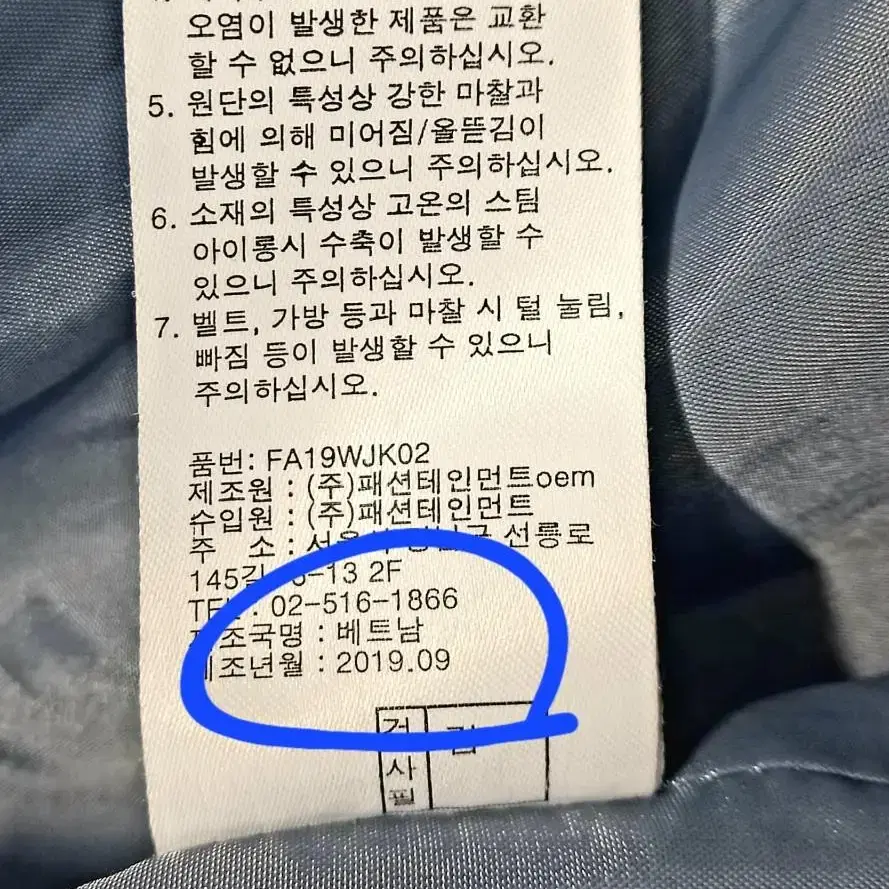 오염이 발생한 제품은 교환
할 수 없으니 주의하십시오.
5. 원단의 특성상 강한 마찰과
힘에 의해 미어짐/올뜯김이
발생할 수 있으니 주의하십시오.
6. 소재의 특성상 고온의 스팀
아이롱시 수축이 발생할 수
있으니 주의하십시오.
7. 벨트, 가방 등과 마찰 시 털 눌림,
빠짐 등이 발생할 수 있으니
주의하십시오.
품번: FA19WJK02
제조원 : (주)패션테인먼트oem
수입원 : (주)패션테인먼트
주 소 : 선릉로
145길 6-13 2F
: 02-516-1866
제조국명 : 베트남
제조년월 : 2019.09
검
사
필